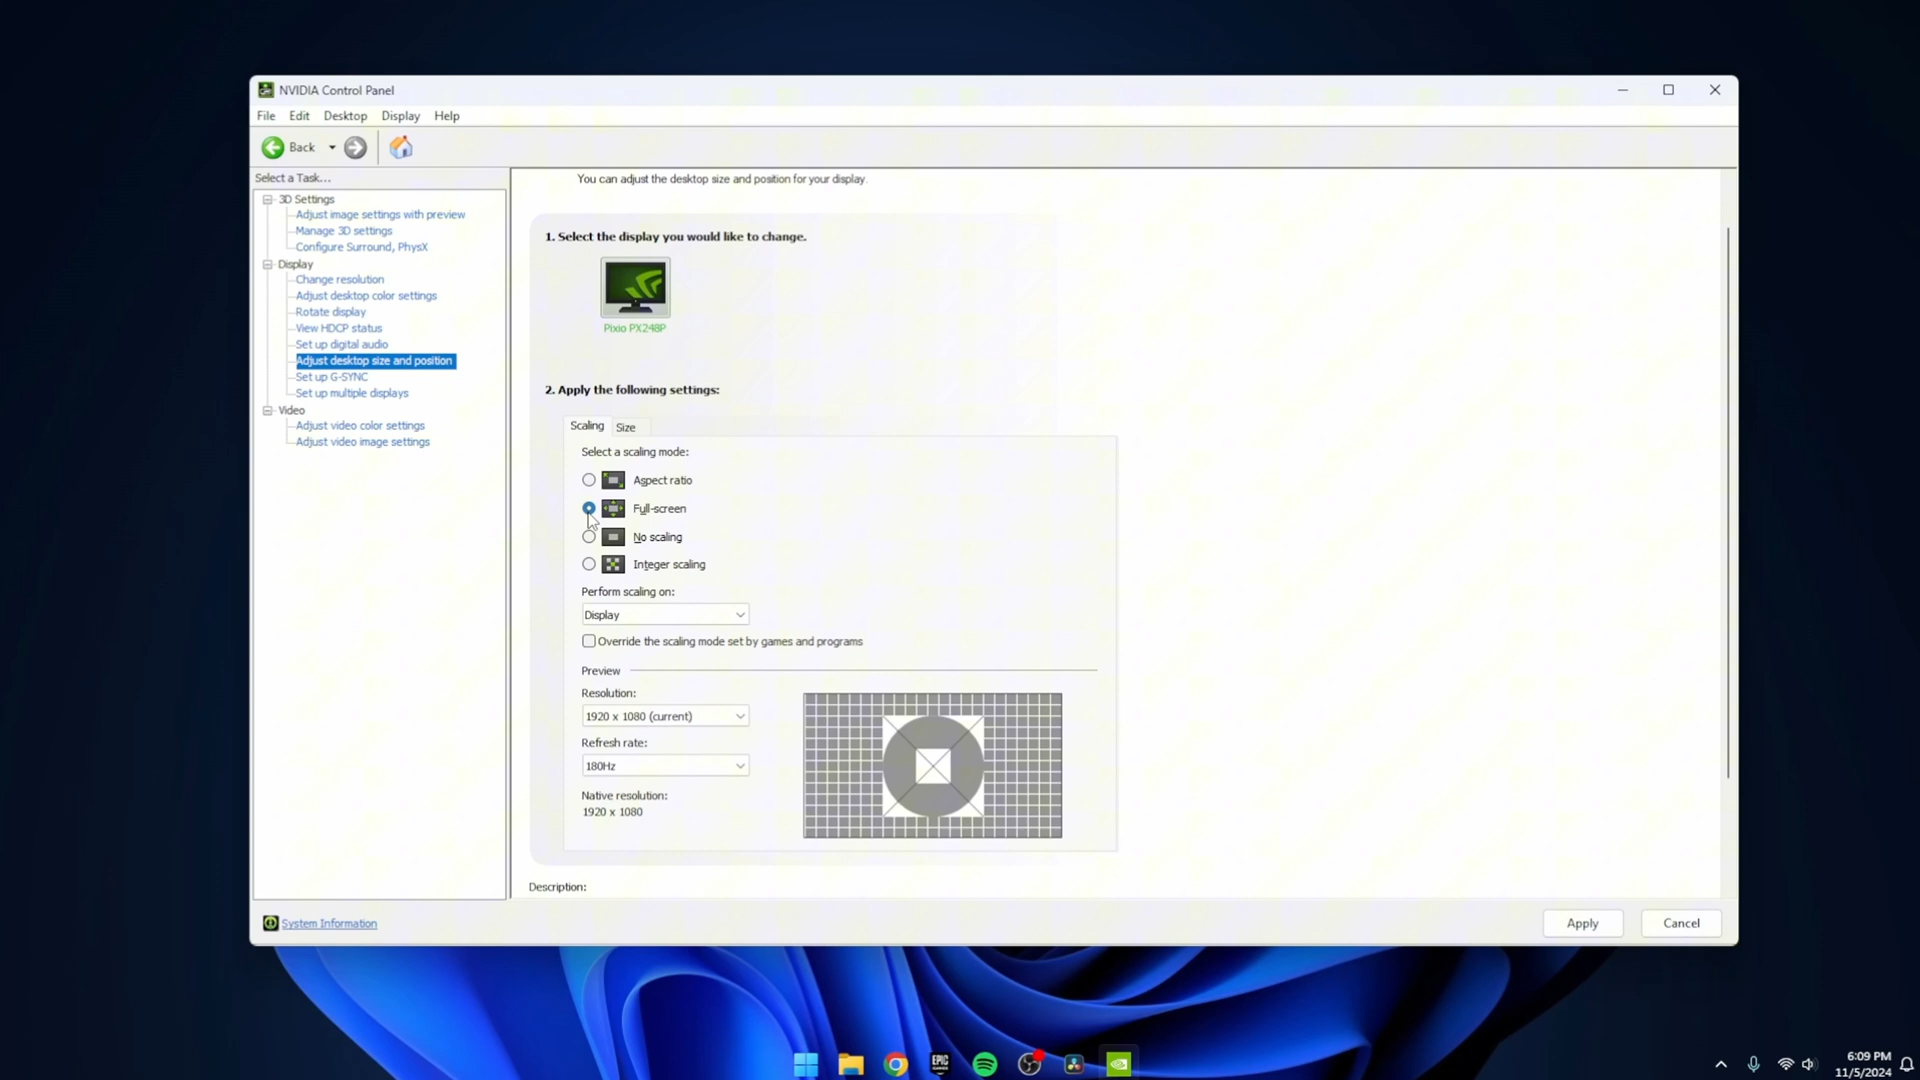 NVIDIA Control Panel
File Edit Desktop Display Help
Back
Select a Task...
3D Settings
Adjust image settings with preview
Manage 3D settings
Configure Surround, PhysX
Display
Change resolution
Adjust desktop color settings
Rotate display
View HDCP status
Set up digital audio
Adjust desktop size and position
Set up G-SYNC
Set up multiple displays
Video
Adjust video color settings
Adjust video image settings
System Information
You can adjust the desktop size and position for your display.
1. Select the display you would like to change.
Pixio PX248P
2. Apply the following settings:
Scaling Size
Select a scaling mode:
Aspect ratio
Full-screen
No scaling
Integer scaling
Perform scaling on:
Display
Override the scaling mode set by games and programs
Preview
Resolution:
1920 x 1080 (current)
Refresh rate:
180Hz
Native resolution:
1920 x 1080
Description:
Apply Cancel
EPIC
GAMES
6:09 PM
11/5/2024